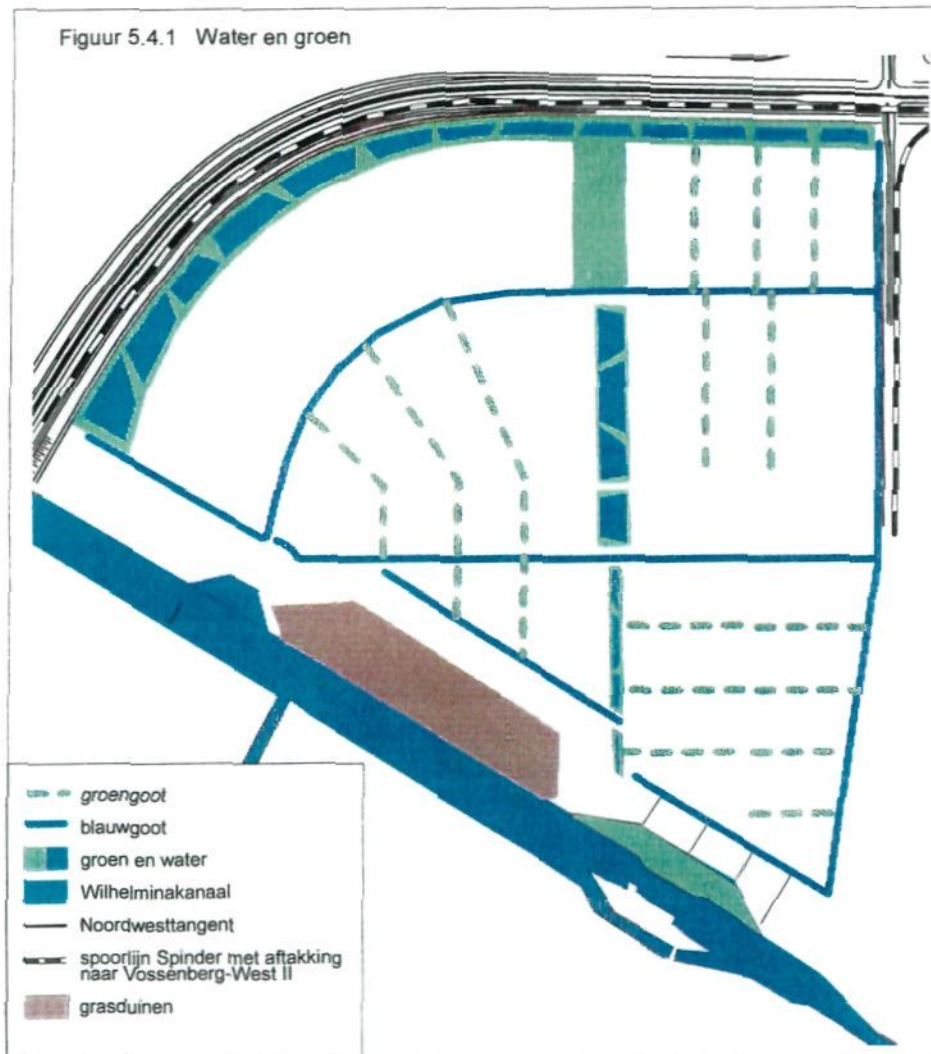 Figuur 5.4.1 Water en groen
groengoot
blauwgoot
groen en water
Wilhelminakanaal
Noordwesttangent
spoorlijn Spinder met aftakking
naar Vossenberg-West II
grasduinen